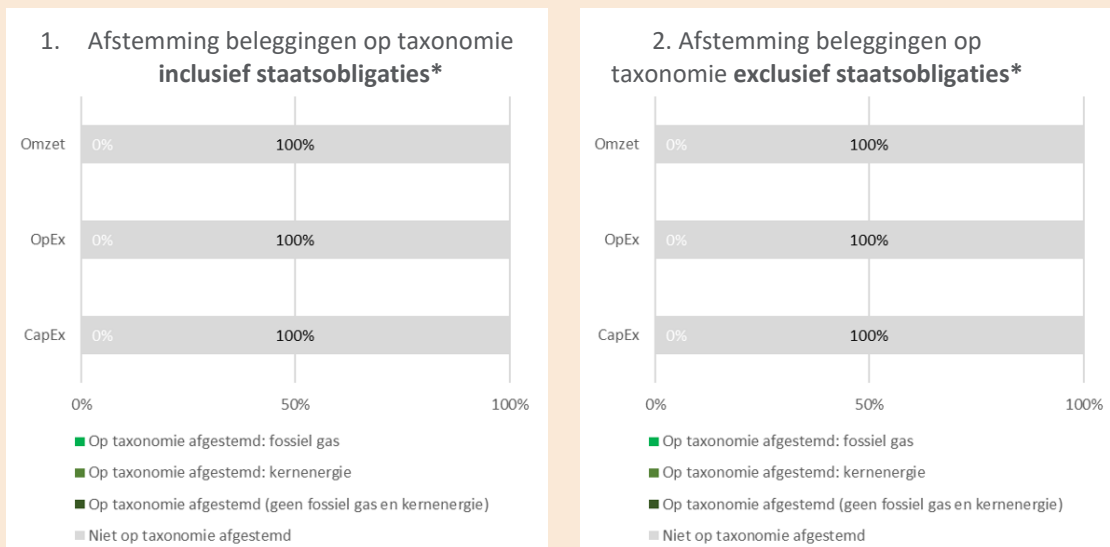 1. Afstemming beleggingen op taxonomie
inclusief staatsobligaties*
Omzet 0% 100%
OpEx 0% 100%
CapEx 0% 100%
0% 50% 100%
Op taxonomie afgestemd: fossiel gas
Op taxonomie afgestemd: kernenergie
Op taxonomie afgestemd (geen fossiel gas en kernenergie)
Niet op taxonomie afgestemd
2. Afstemming beleggingen op
taxonomie exclusief staatsobligaties*
Omzet 0% 100%
OpEx 0% 100%
CapEx 0% 100%
0% 50% 100%
Op taxonomie afgestemd: fossiel gas
Op taxonomie afgestemd: kernenergie
Op taxonomie afgestemd (geen fossiel gas en kernenergie)
Niet op taxonomie afgestemd